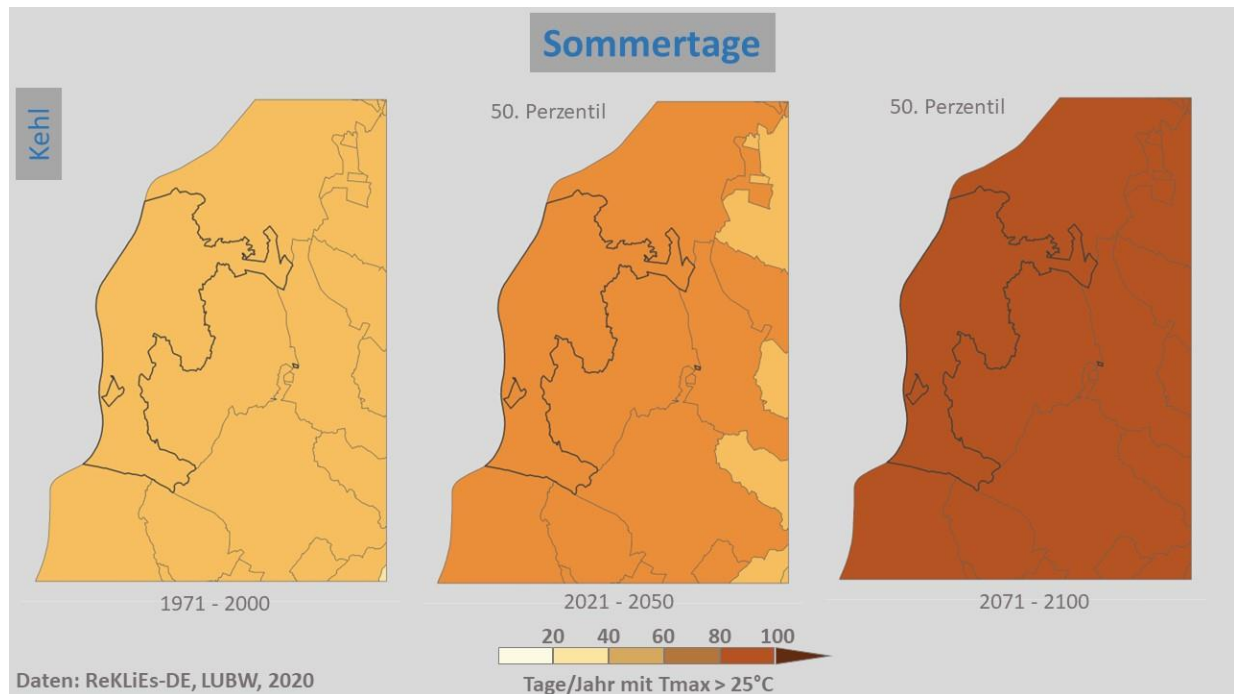 Sommertage
Kehl
50. Perzentil
50. Perzentil
1971 - 2000
2021 - 2050
2071 - 2100
20 40 60 80 100
Tage/Jahr mit Tmax > 25°C
Daten: ReKLiEs-DE, LUBW, 2020